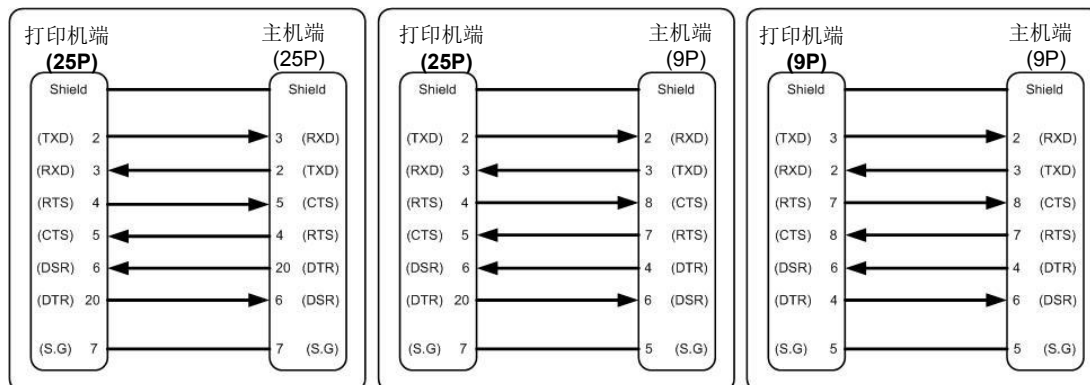 打印机端 主机端
(25P) (25P)
Shield Shield
(TXD) 2 3 (RXD)
(RXD) 3 2 (TXD)
(RTS) 4 5 (CTS)
(CTS) 5 4 (RTS)
(DSR) 6 20 (DTR)
(DTR) 20 6 (DSR)
(S.G) 7 7 (S.G)
打印机端 主机端
(25P) (9P)
Shield Shield
(TXD) 2 2 (RXD)
(RXD) 3 3 (TXD)
(RTS) 4 8 (CTS)
(CTS) 5 7 (RTS)
(DSR) 6 4 (DTR)
(DTR) 20 6 (DSR)
(S.G) 7 5 (S.G)
打印机端 主机端
(9P) (9P)
Shield Shield
(TXD) 3 2 (RXD)
(RXD) 2 3 (TXD)
(RTS) 7 8 (CTS)
(CTS) 8 7 (RTS)
(DSR) 6 4 (DTR)
(DTR) 4 6 (DSR)
(S.G) 5 5 (S.G)